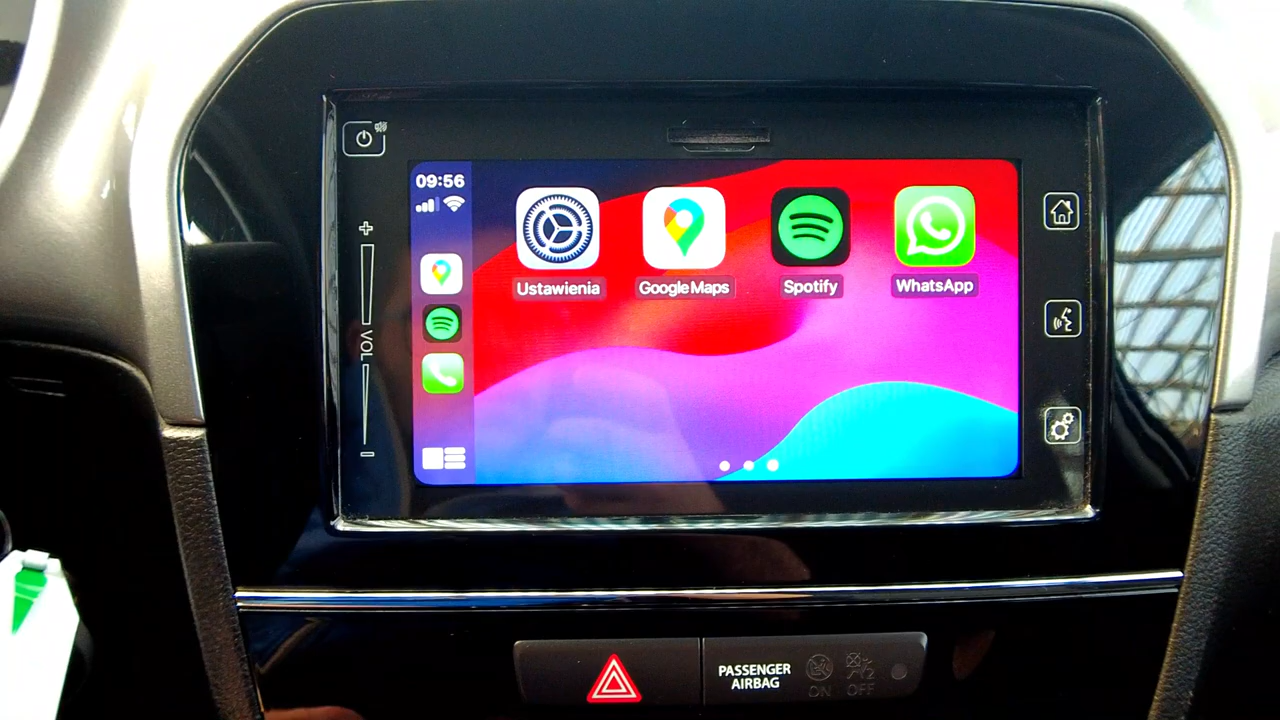 09:56
Ustawienia
Google Maps
Spotify
WhatsApp
+
VOL
-
PASSENGER
AIRBAG
ON
OFF